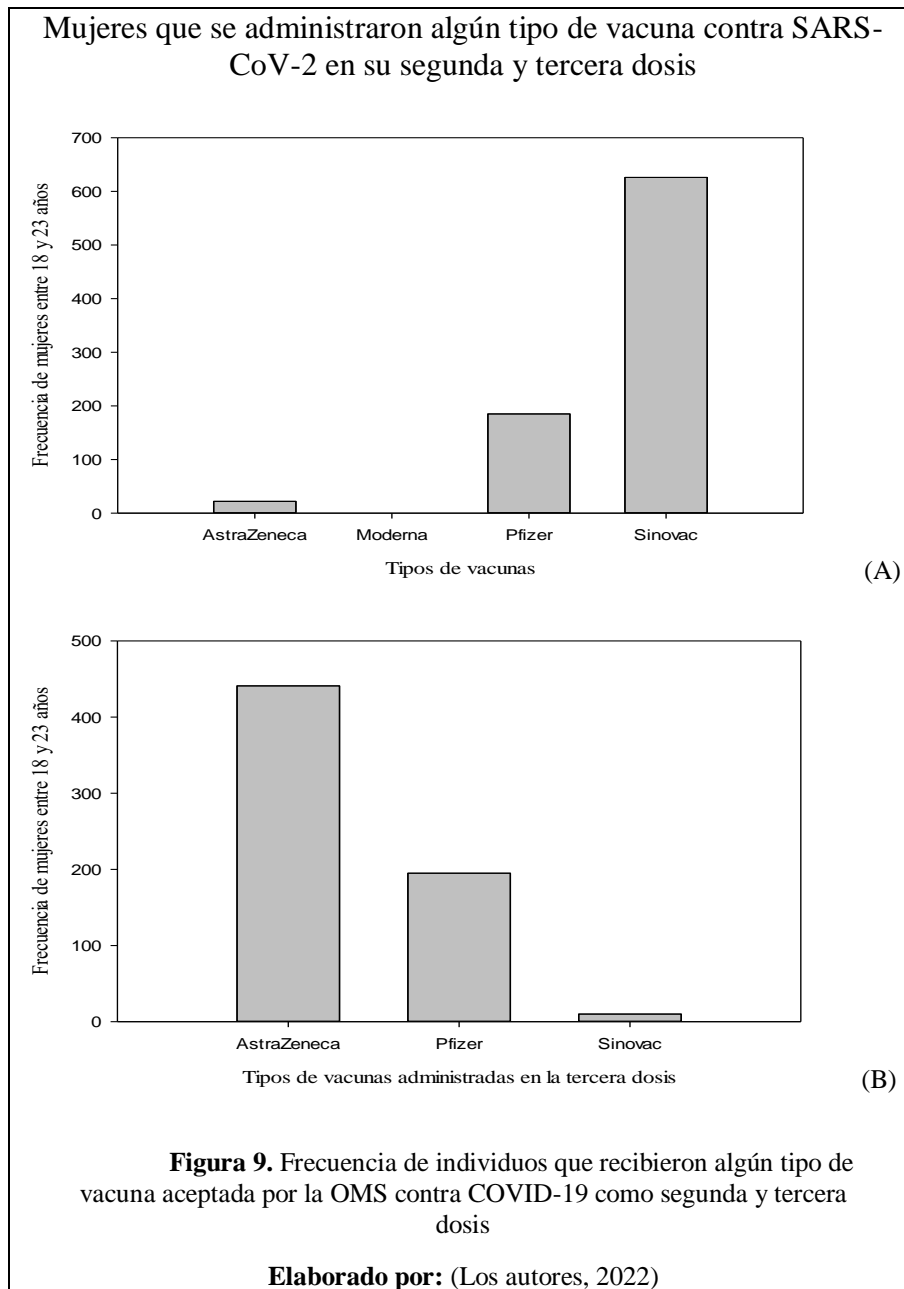 Mujeres que se administraron algún tipo de vacuna contra SARS-
CoV-2 en su segunda y tercera dosis
Frecuencia de mujeres entre 18 y 23 años
700
600
500
400
300
200
100
0
AstraZeneca Moderna Pfizer Sinovac
Tipos de vacunas
(A)
Frecuencia de mujeres entre 18 y 23 años
500
400
300
200
100
0
AstraZeneca Pfizer Sinovac
Tipos de vacunas administradas en la tercera dosis
(B)
Figura 9. Frecuencia de individuos que recibieron algún tipo de
vacuna aceptada por la OMS contra COVID-19 como segunda y tercera
dosis
Elaborado por: (Los autores, 2022)